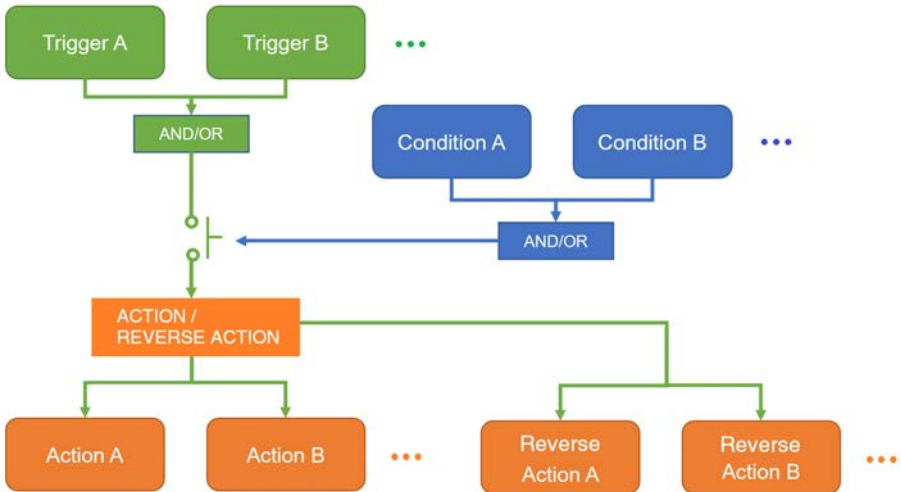 Trigger A
Trigger B
AND/OR
Condition A
Condition B
AND/OR
ACTION /
REVERSE ACTION
Action A
Action B
Reverse
Action A
Reverse
Action B